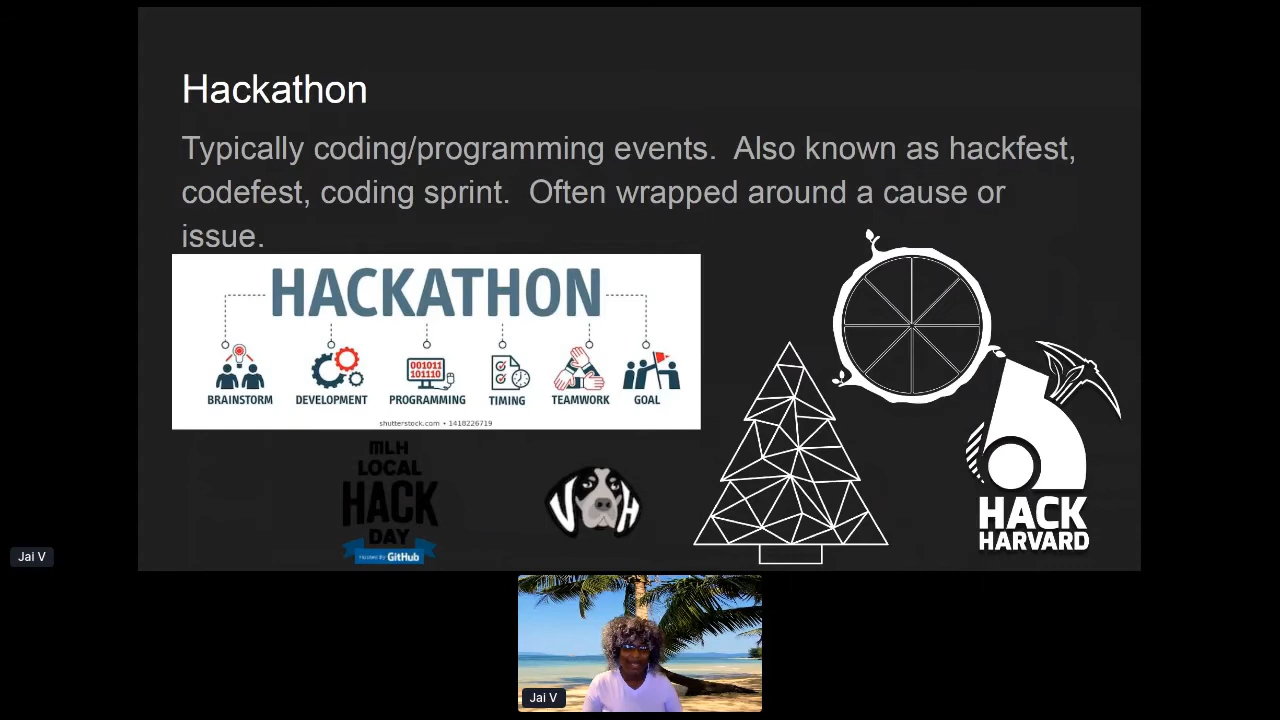 Hackathon
Typically coding/programming events.  Also known as hackfest,
codefest, coding sprint.  Often wrapped around a cause or
issue.
HACKATHON
001011
101110
BRAINSTORM DEVELOPMENT PROGRAMMING TIMING TEAMWORK GOAL
shutterstock.com • 1418226719
MLH
LOCAL
HACK
DAY
GitHub
V H
HACK
HARVARD
Jai V
Jai V